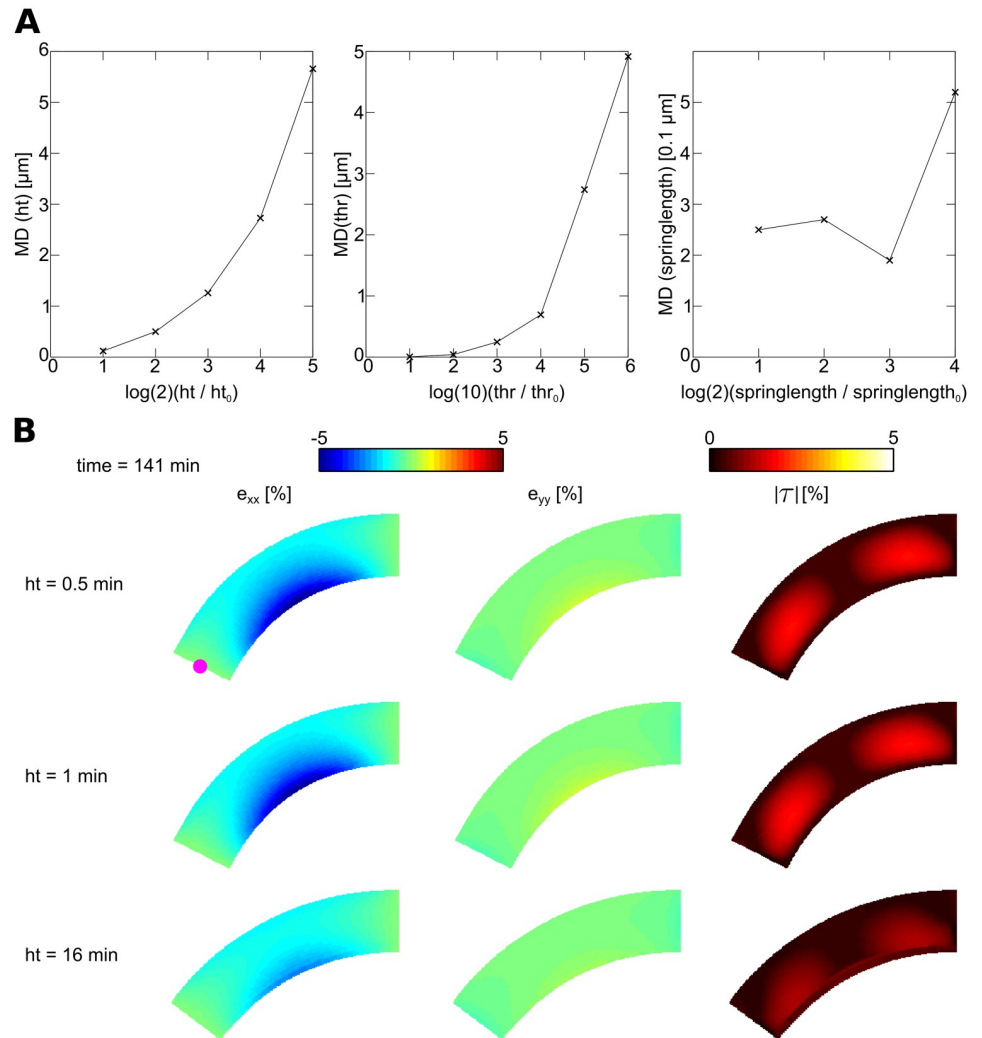 A
6
5
4
3
2
1
0
0 1 2 3 4 5
MD (ht) [µm]
log(2)(ht / ht₀)
5
4
3
2
1
0
0 1 2 3 4 5 6
MD(thr) [µm]
log(10)(thr / thr₀)
5
4
3
2
1
0
0 1 2 3 4
MD (springlength) [0.1 µm]
log(2)(springlength / springlength₀)
B
time = 141 min
-5 5
0 5
eₓₓ [%]
e_yy [%]
|τ| [%]
ht = 0.5 min
ht = 1 min
ht = 16 min